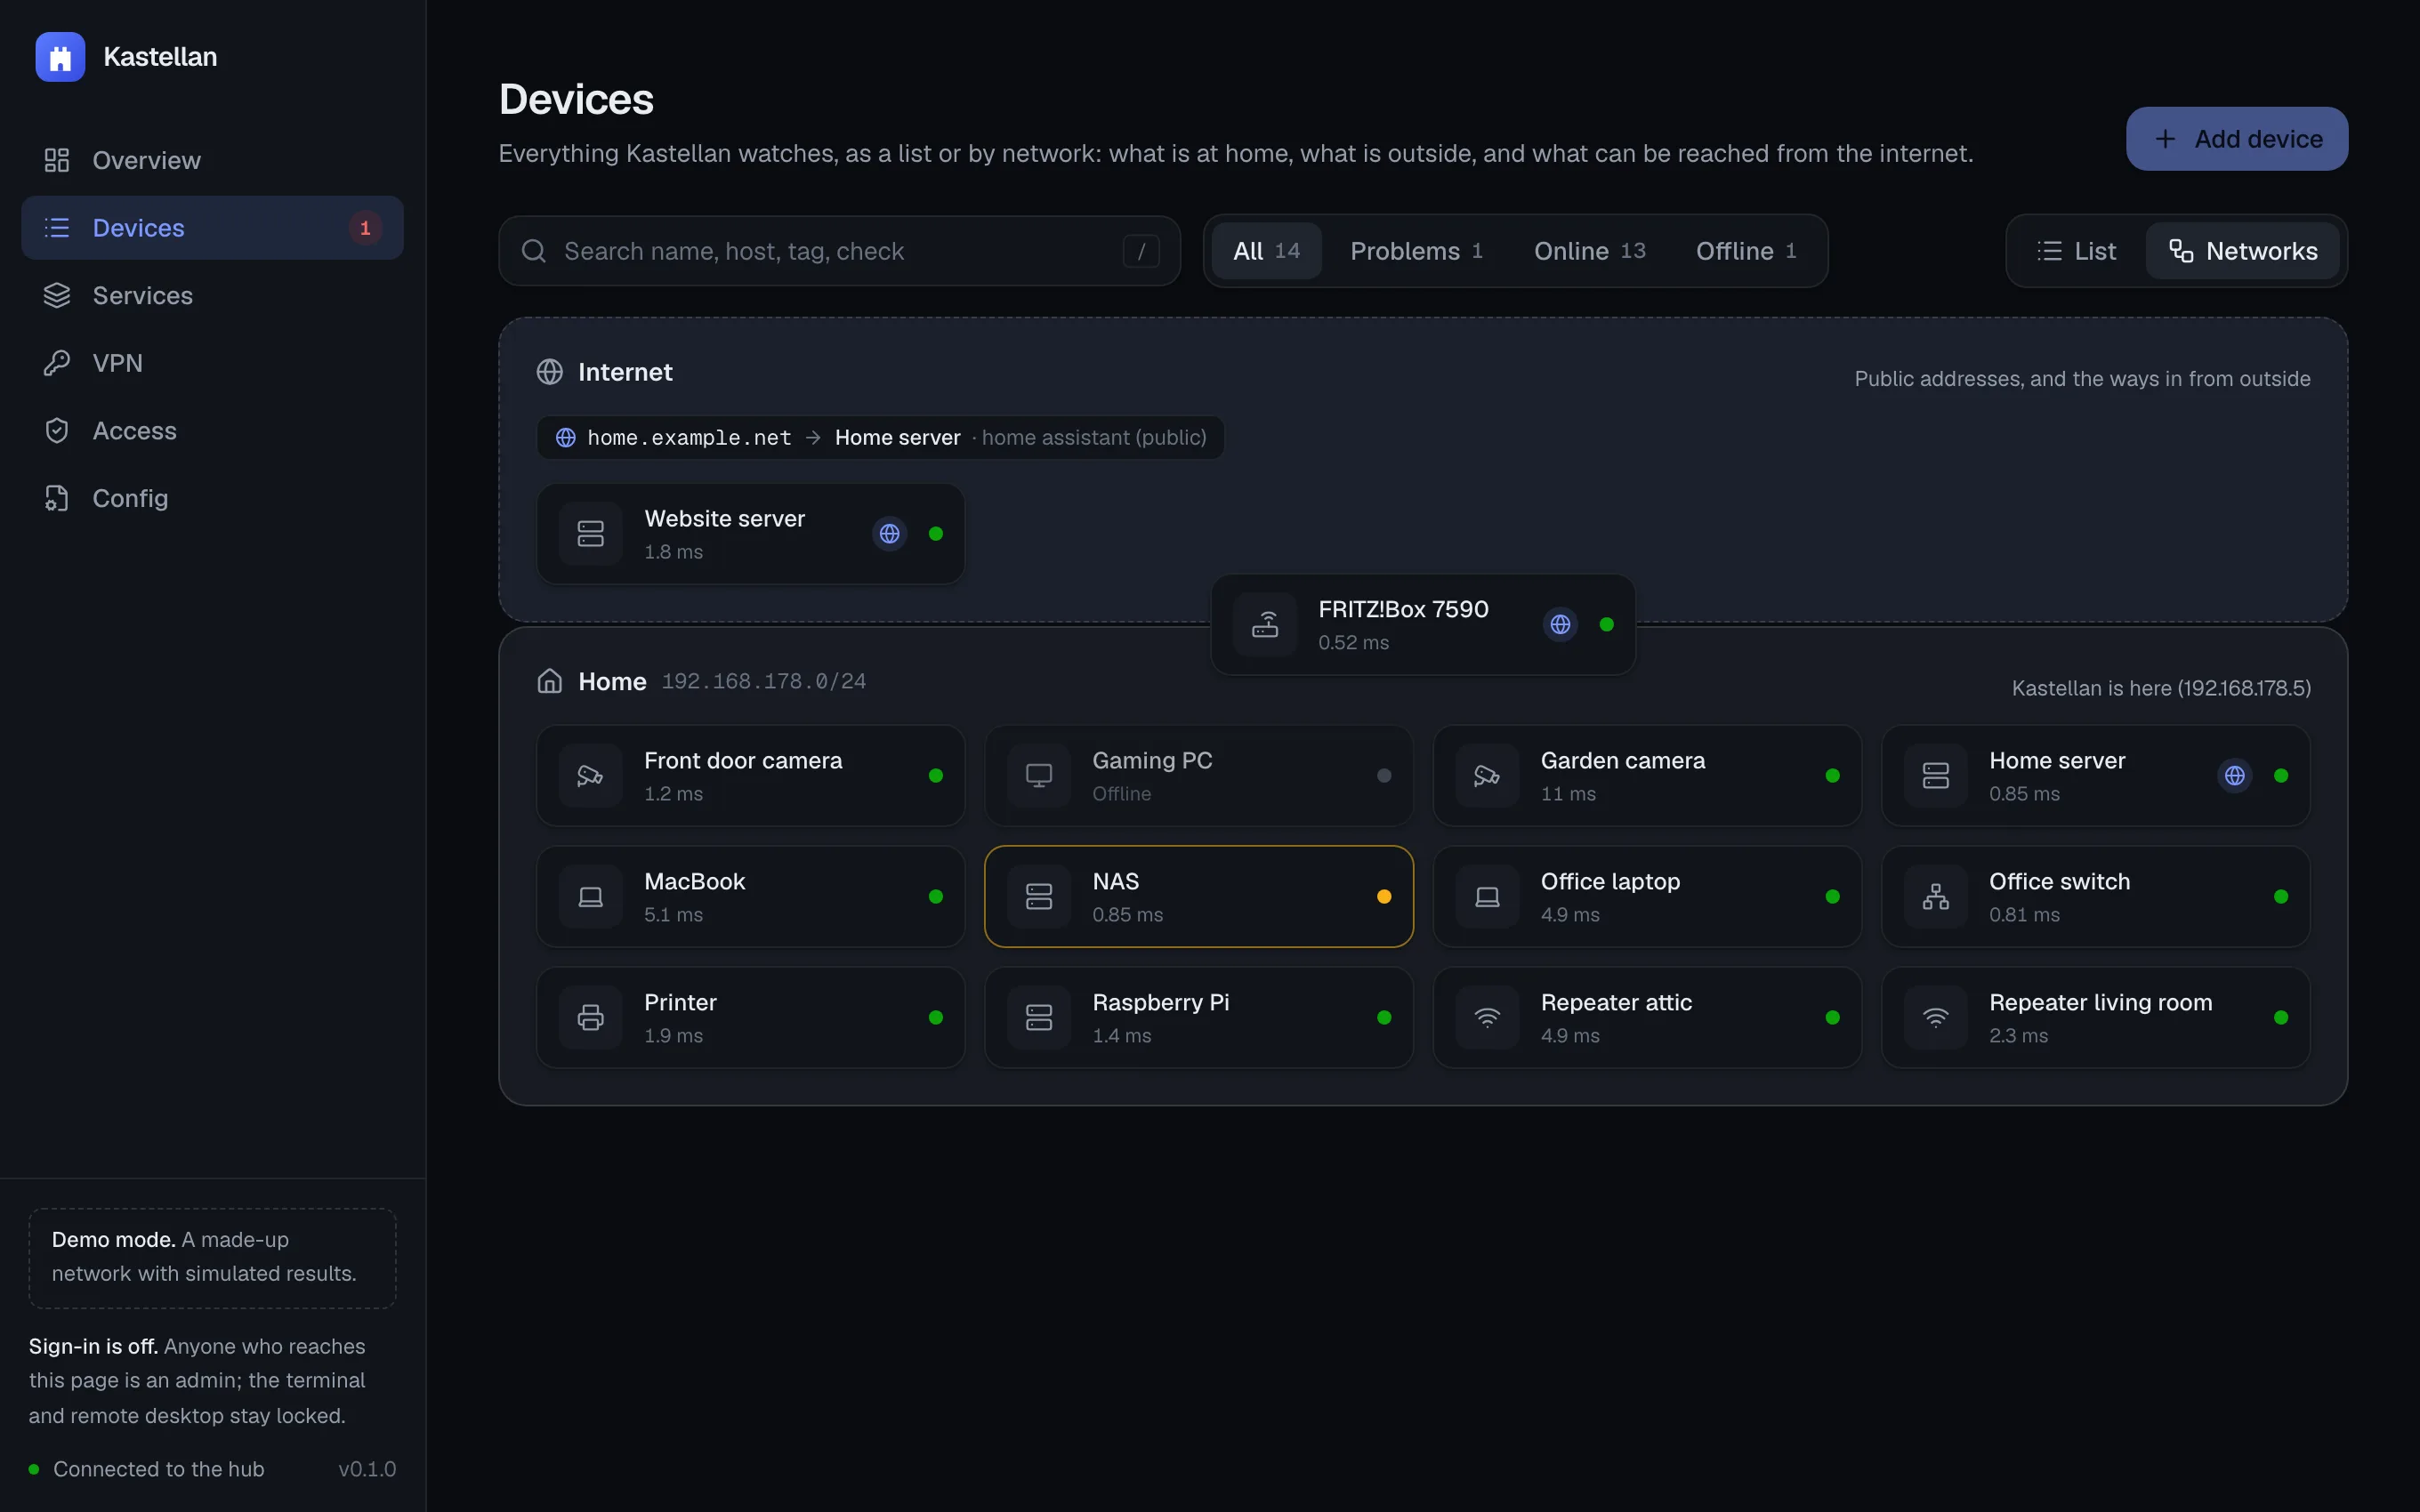 Kastellan
Overview
Devices 1
Services
VPN
Access
Config
Demo mode. A made-up
network with simulated results.
Sign-in is off. Anyone who reaches
this page is an admin; the terminal
and remote desktop stay locked.
Connected to the hub v0.1.0
Devices
Everything Kastellan watches, as a list or by network: what is at home, what is outside, and what can be reached from the internet.
+ Add device
Search name, host, tag, check /
All 14 Problems 1 Online 13 Offline 1
List Networks
Internet
Public addresses, and the ways in from outside
home.example.net → Home server · home assistant (public)
Website server
1.8 ms
FRITZ!Box 7590
0.52 ms
Home 192.168.178.0/24
Kastellan is here (192.168.178.5)
Front door camera
1.2 ms
Gaming PC
Offline
Garden camera
11 ms
Home server
0.85 ms
MacBook
5.1 ms
NAS
0.85 ms
Office laptop
4.9 ms
Office switch
0.81 ms
Printer
1.9 ms
Raspberry Pi
1.4 ms
Repeater attic
4.9 ms
Repeater living room
2.3 ms